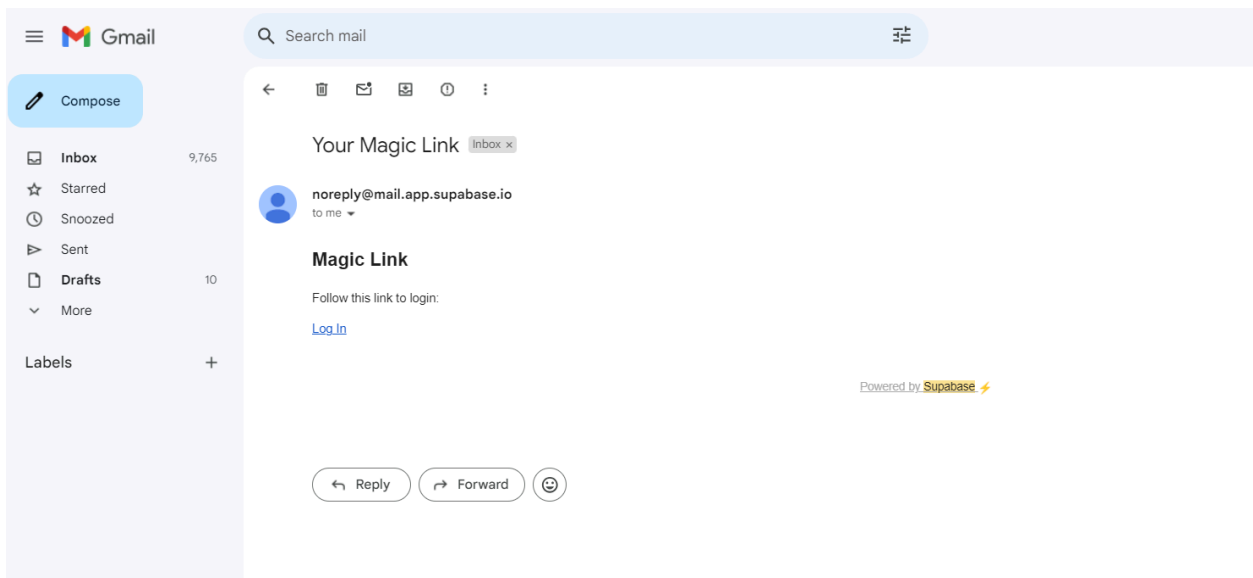 Gmail
Search mail
Compose
Inbox 9,765
Starred
Snoozed
Sent
Drafts 10
More
Labels
Your Magic Link Inbox ×
noreply@mail.app.supabase.io
to me
Magic Link
Follow this link to login:
Log In
Powered by Supabase ⚡
Reply Forward